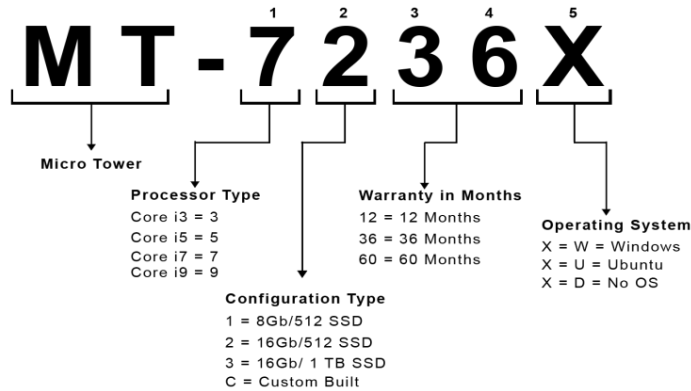 1 2 3 4 5
MT-7236X
Micro Tower
Processor Type
Core i3 = 3
Core i5 = 5
Core i7 = 7
Core i9 = 9
Configuration Type
1 = 8Gb/512 SSD
2 = 16Gb/512 SSD
3 = 16Gb/ 1 TB SSD
C = Custom Built
Warranty in Months
12 = 12 Months
36 = 36 Months
60 = 60 Months
Operating System
X = W = Windows
X = U = Ubuntu
X = D = No OS